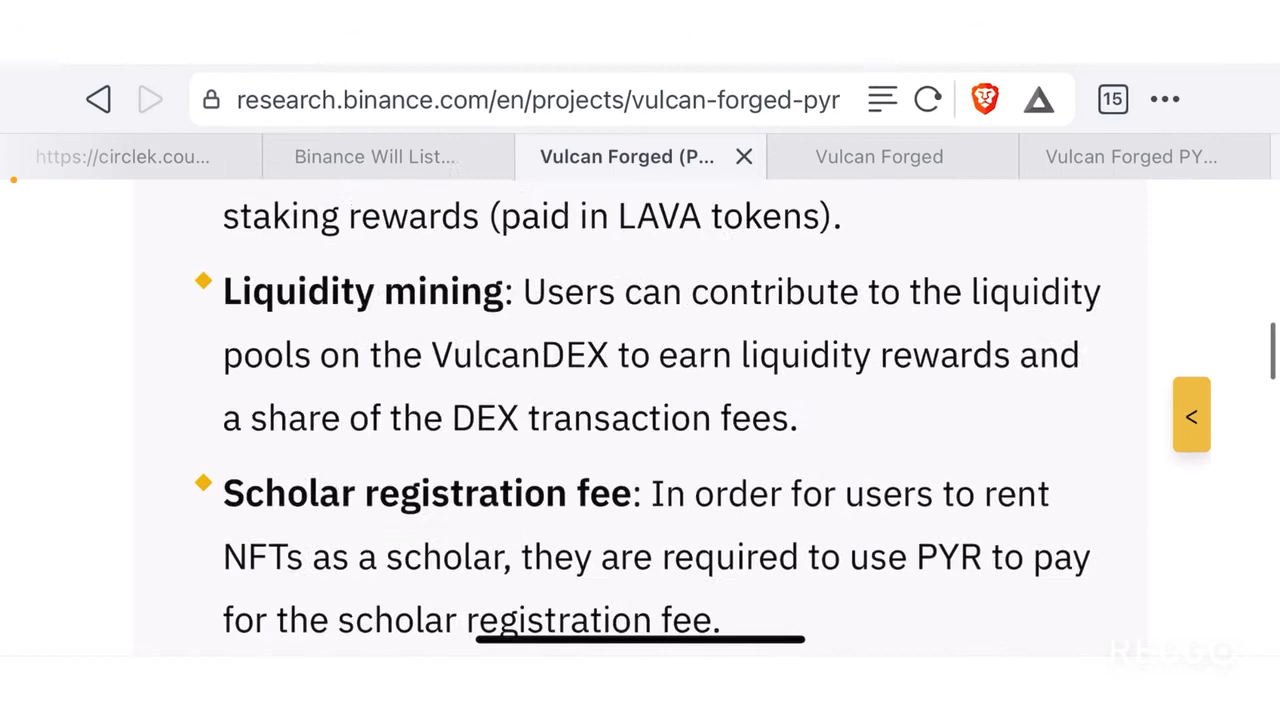 research.binance.com/en/projects/vulcan-forged-pyr
15
https://circlek.cou...
Binance Will List...
Vulcan Forged (P...
Vulcan Forged
Vulcan Forged PY...
staking rewards (paid in LAVA tokens).
Liquidity mining: Users can contribute to the liquidity
pools on the VulcanDEX to earn liquidity rewards and
a share of the DEX transaction fees.
<
Scholar registration fee: In order for users to rent
NFTs as a scholar, they are required to use PYR to pay
for the scholar registration fee.